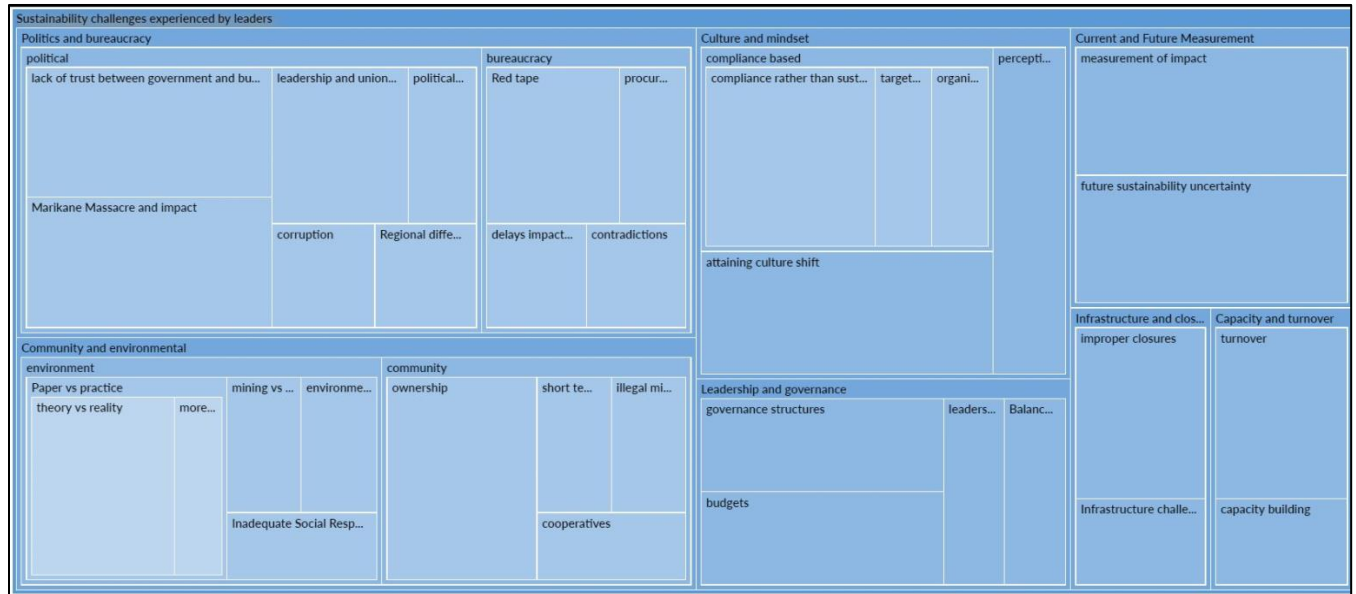 Sustainability challenges experienced by leaders
Politics and bureaucracy
political
lack of trust between government and bu...
leadership and union...
political...
Marikane Massacre and impact
corruption
Regional diffe...
bureaucracy
Red tape
procur...
delays impact...
contradictions
Community and environmental
environment
Paper vs practice
theory vs reality
more...
mining vs ...
environme...
Inadequate Social Resp...
community
ownership
short te...
illegal mi...
cooperatives
Culture and mindset
compliance based
compliance rather than sust...
target...
organi...
attaining culture shift
percepti...
Leadership and governance
governance structures
budgets
leaders...
Balanc...
Current and Future Measurement
measurement of impact
future sustainability uncertainty
Infrastructure and clos...
improper closures
Infrastructure challe...
Capacity and turnover
turnover
capacity building